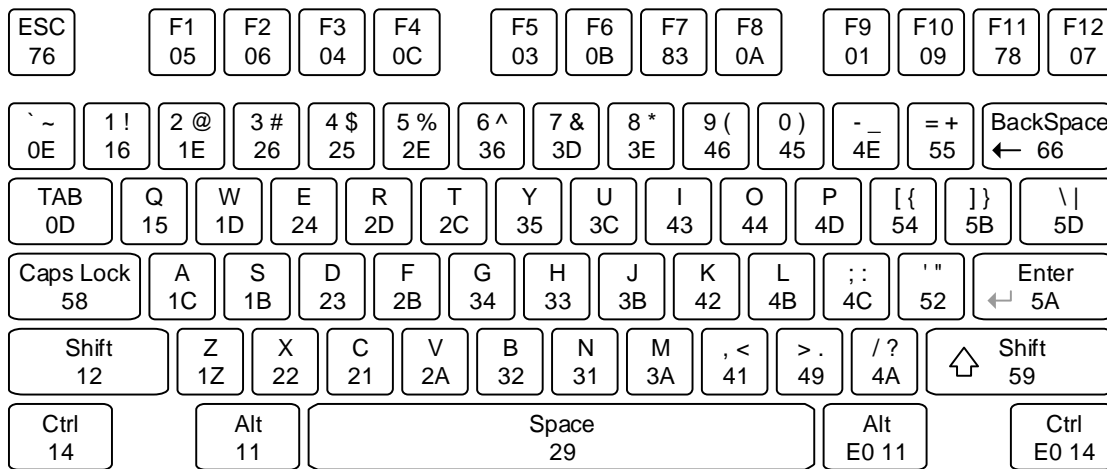 ESC F1 F2 F3 F4 F5 F6 F7 F8 F9 F10 F11 F12
76 05 06 04 0C 03 0B 83 0A 01 09 78 07
` ~ 1 ! 2 @ 3 # 4 $ 5 % 6 ^ 7 & 8 * 9 ( 0 ) - _ = + BackSpace
0E 16 1E 26 25 2E 36 3D 3E 46 45 4E 55 66
TAB Q W E R T Y U I O P [ { ] } \ |
0D 15 1D 24 2D 2C 35 3C 43 44 4D 54 5B 5D
Caps Lock A S D F G H J K L ; : ' " Enter
58 1C 1B 23 2B 34 33 3B 42 4B 4C 52 5A
Shift Z X C V B N M , < > . / ? Shift
12 1Z 22 21 2A 32 31 3A 41 49 4A 59
Ctrl Alt Space Alt Ctrl
14 11 29 E0 11 E0 14